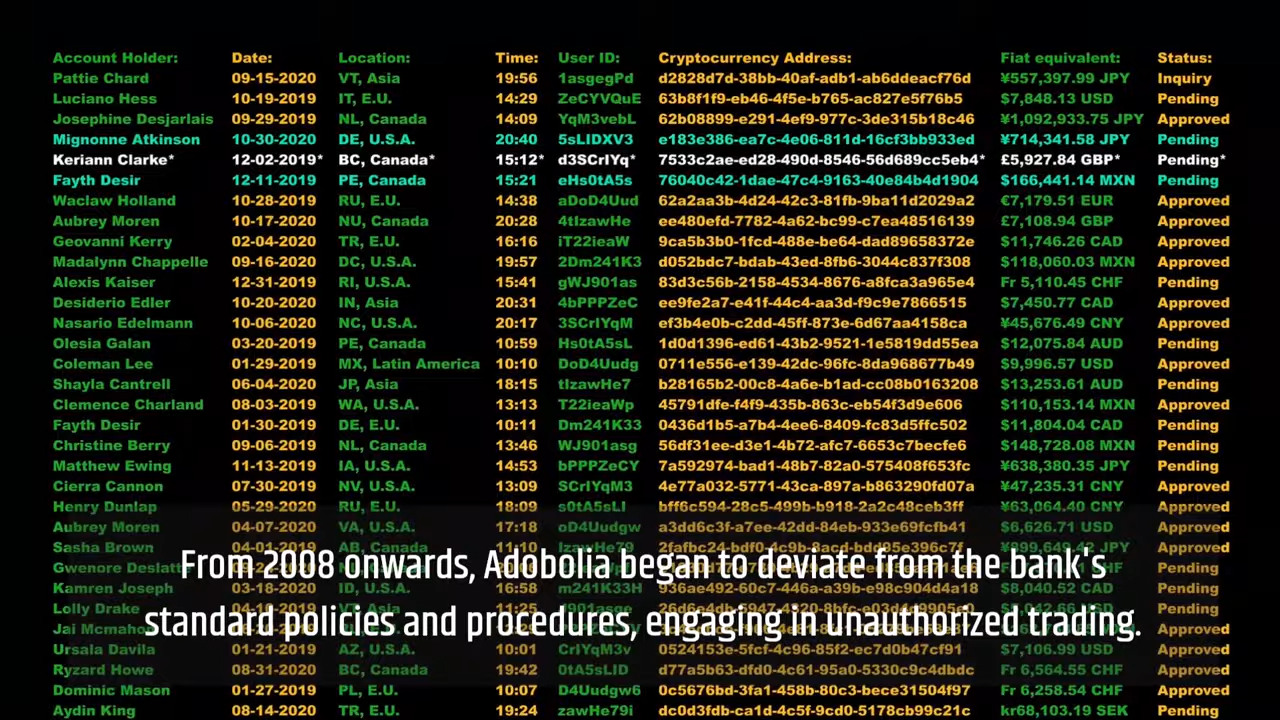 Account Holder: Date: Location: Time: User ID: Cryptocurrency Address: Fiat equivalent: Status:
Pattie Chard 09-15-2020 VT, Asia 19:56 1asgegPd d2828d7d-38bb-40af-adb1-ab6ddeacf76d ¥557,397.99 JPY Inquiry
Luciano Hess 10-19-2019 IT, E.U. 14:29 ZeCYVQuE 63b8f1f9-eb46-4f5e-b765-ac827e5f76b5 $7,848.13 USD Pending
Josephine Desjarlais 09-29-2019 NL, Canada 14:09 YqM3vebL 62b08899-e291-4ef9-977c-3de315b18c46 ¥1,092,933.75 JPY Approved
Mignonne Atkinson 10-30-2020 DE, U.S.A. 20:40 5sLIDXV3 e183e386-ea7c-4e06-811d-16cf3bb933ed ¥714,341.58 JPY Pending
Keriann Clarke* 12-02-2019* BC, Canada* 15:12* d3SCrIYq* 7533c2ae-ed28-490d-8546-56d689cc5eb4* £5,927.84 GBP* Pending*
Fayth Desir 12-11-2019 PE, Canada 15:21 eHs0tA5s 76040c42-1dae-47c4-9163-40e84b4d1904 $166,441.14 MXN Pending
Waclaw Holland 10-28-2019 RU, E.U. 14:38 aDoD4Uud 62a2aa3b-4d24-42c3-81fb-9ba11d2029a2 €7,179.51 EUR Approved
Aubrey Moren 10-17-2020 NU, Canada 20:28 4tIzawHe ee480efd-7782-4a62-bc99-c7ea48516139 £7,108.94 GBP Approved
Geovanni Kerry 02-04-2020 TR, E.U. 16:16 iT22ieaW 9ca5b3b0-1fcd-488e-be64-dad89658372e $11,746.26 CAD Approved
Madalynn Chappelle 09-16-2020 DC, U.S.A. 19:57 2Dm241K3 d052bdc7-bdab-43ed-8fb6-3044c837f308 $118,060.03 MXN Approved
Alexis Kaiser 12-31-2019 RI, U.S.A. 15:41 gWJ901as 83d3c56b-2158-4534-8676-a8fca3a965e4 Fr 5,110.45 CHF Pending
Desiderio Edler 10-20-2020 IN, Asia 20:31 4bPPPZeC ee9fe2a7-e41f-44c4-aa3d-f9c9e7866515 $7,450.77 CAD Approved
Nasario Edelmann 10-06-2020 NC, U.S.A. 20:17 3SCrIYqM ef3b4e0b-c2dd-45ff-873e-6d67aa4158ca ¥45,676.49 CNY Approved
Olesia Galan 03-20-2019 PE, Canada 10:59 Hs0tA5sL 1d0d1396-ed61-43b2-9521-1e5819dd55ea $12,075.84 AUD Pending
Coleman Lee 01-29-2019 MX, Latin America 10:10 DoD4Uudg 0711e556-e139-42dc-96fc-8da968677b49 $9,996.57 USD Approved
Shayla Cantrell 06-04-2020 JP, Asia 18:15 tIzawHe7 b28165b2-00c8-4a6e-b1ad-cc08b0163208 $13,253.61 AUD Pending
Clemence Charland 08-03-2019 WA, U.S.A. 13:13 T22ieaWp 45791dfe-f4f9-435b-863c-eb54f3d9e606 $110,153.14 MXN Approved
Fayth Desir 01-30-2019 DE, E.U. 10:11 Dm241K33 0436d1b5-a7b4-4ee6-8409-fc83d5ffc502 $11,804.04 CAD Pending
Christine Berry 09-06-2019 NL, Canada 13:46 WJ901asg 56df31ee-d3e1-4b72-afc7-6653c7becfe6 $148,728.08 MXN Pending
Matthew Ewing 11-13-2019 IA, U.S.A. 14:53 bPPPZeCY 7a592974-bad1-48b7-82a0-575408f653fc ¥638,380.35 JPY Pending
Cierra Cannon 07-30-2019 NV, U.S.A. 13:09 SCrIYqM3 4e77a032-5771-43ca-897a-b863290fd07a ¥47,235.31 CNY Approved
Henry Dunlap 05-29-2020 RU, E.U. 18:09 s0tA5sLI bff6c594-28c5-499b-b918-2a2c48ceb3ff ¥63,064.40 CNY Approved
Aubrey Moren 04-07-2020 VA, U.S.A. 17:18 oD4Uudgw a3dd6c3f-a7ee-42dd-84eb-933e69fcfb41 $6,626.71 USD Approved
Sasha Brown 04-01-2019 AB, Canada 11:10 JPY Approved
From 2008 onwards, Adobolia began to deviate from the bank's
Gwenore CHF Pending
Kamren Joseph 03-18-2020 ID, U.S.A. 16:58 m241K33H 936ae492-60c7-446a-a39b-c60c904d4a18 $8,040.52 CAD Pending
Lolly Drake 11:25 USD Pending
standard policies and procedures, engaging in unauthorized trading.
Jai Approved
Ursala Davila 01-21-2019 AZ, U.S.A. 10:01 CrIYqM3v 0524153e-5fcf-4c96-85f2-ec7d0b47cf91 $7,106.99 USD Pending
Ryzard Howe 08-31-2020 BC, Canada 19:42 0tA5sLID d77a5b63-dfd0-4c61-95a0-5330c9c4dbdc Fr 6,564.55 CHF Approved
Dominic Mason 01-27-2019 PL, E.U. 10:07 D4Uudgw6 0c5676bd-3fa1-458b-80c3-bece31504f97 Fr 6,258.54 CHF Approved
Aydin King 08-14-2020 TR, E.U. 19:24 zawHe79i dc0d3fdb-ca1d-4c5f-9cd0-5178cb99c21c kr68,103.19 SEK Pending